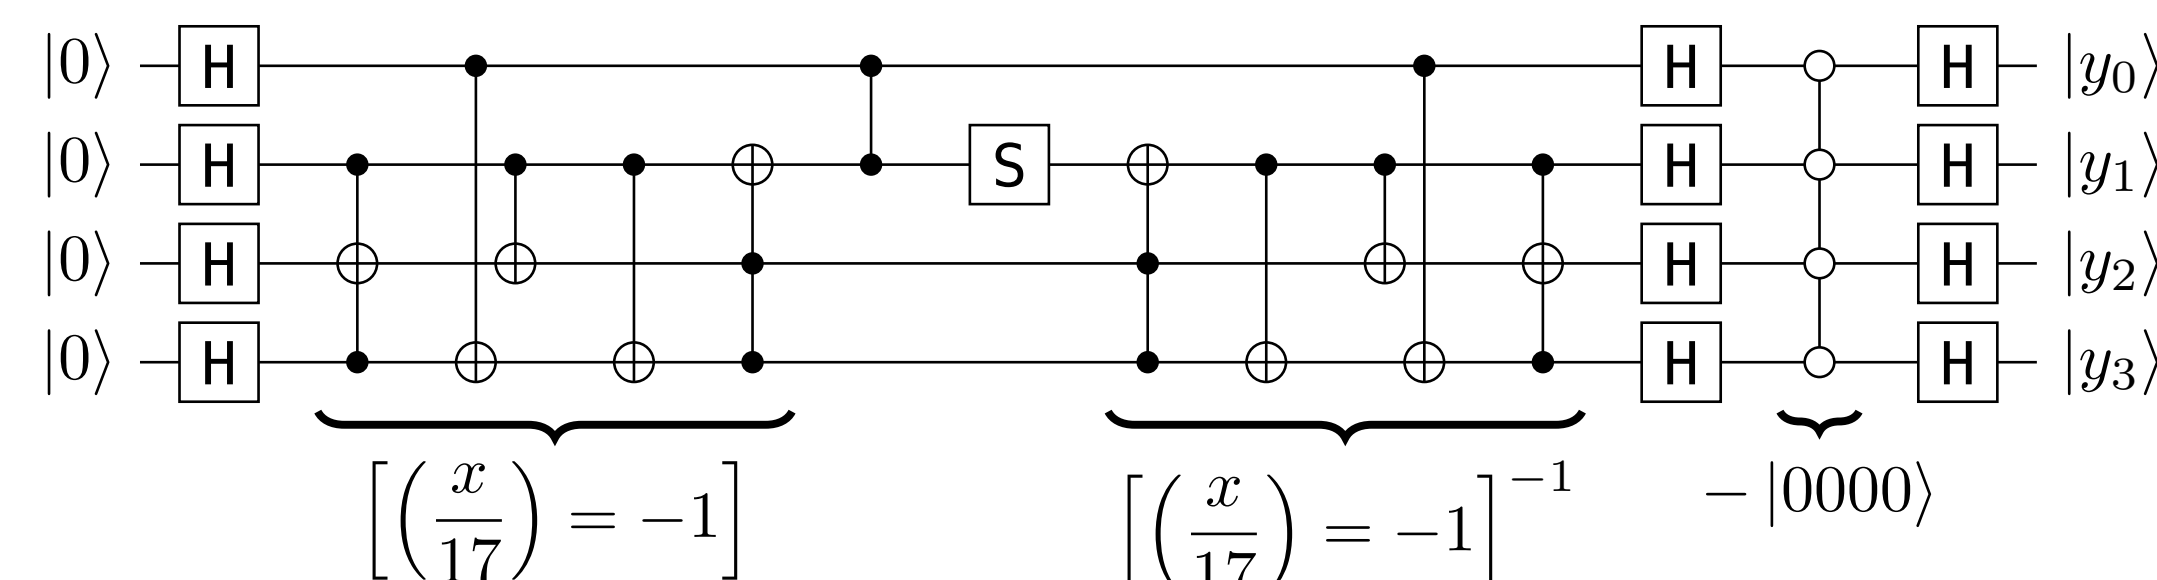 |0⟩ H H H |y₀⟩
|0⟩ H S H H |y₁⟩
|0⟩ H H H |y₂⟩
|0⟩ H H H |y₃⟩
[(x/17) = −1] [(x/17) = −1]⁻¹ − |0000⟩